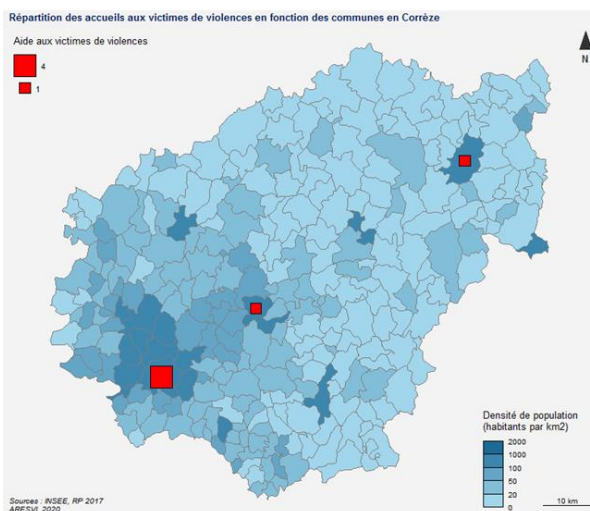 Répartition des accueils aux victimes de violences en fonction des communes en Corrèze
Aide aux victimes de violences
4
1
N
Densité de population
(habitants par km2)
2000
1000
100
50
20
0
10 km
Sources : INSEE, RP 2017
ARESVI, 2020